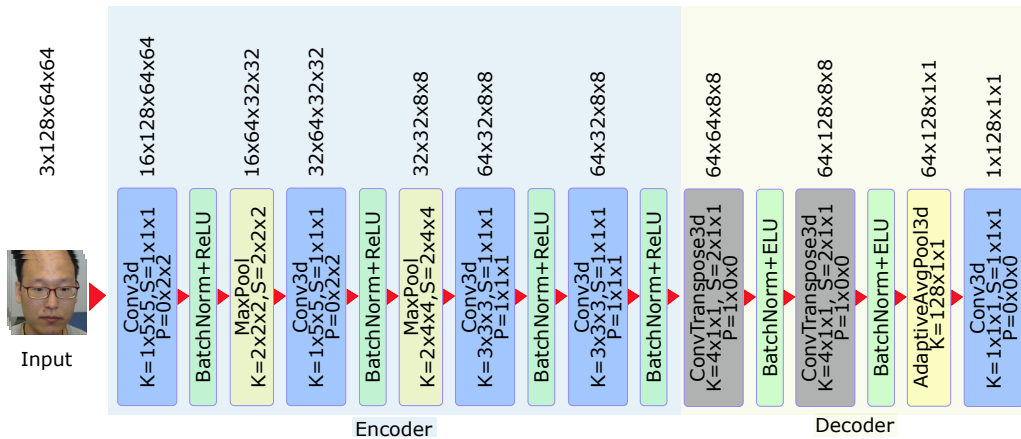 3x128x64x64
16x128x64x64
16x64x32x32
32x64x32x32
32x32x8x8
64x32x8x8
64x32x8x8
64x64x8x8
64x128x8x8
64x128x1x1
1x128x1x1
Input
Conv3d
K=1x5x5,S=1x1x1
P=0x2x2
BatchNorm+ReLU
MaxPool
K=2x2x2,S=2x2x2
Conv3d
K=1x5x5,S=1x1x1
P=0x2x2
BatchNorm+ReLU
MaxPool
K=2x4x4,S=2x4x4
Conv3d
K=3x3x3,S=1x1x1
P=1x1x1
BatchNorm+ReLU
Conv3d
K=3x3x3,S=1x1x1
P=1x1x1
BatchNorm+ReLU
ConvTranspose3d
K=4x1x1,S=2x1x1
P=1x0x0
BatchNorm+ELU
ConvTranspose3d
K=4x1x1,S=2x1x1
P=1x0x0
BatchNorm+ELU
AdaptiveAvgPool3d
K=128x1x1
Conv3d
K=1x1x1,S=1x1x1
P=0x0x0
Encoder
Decoder